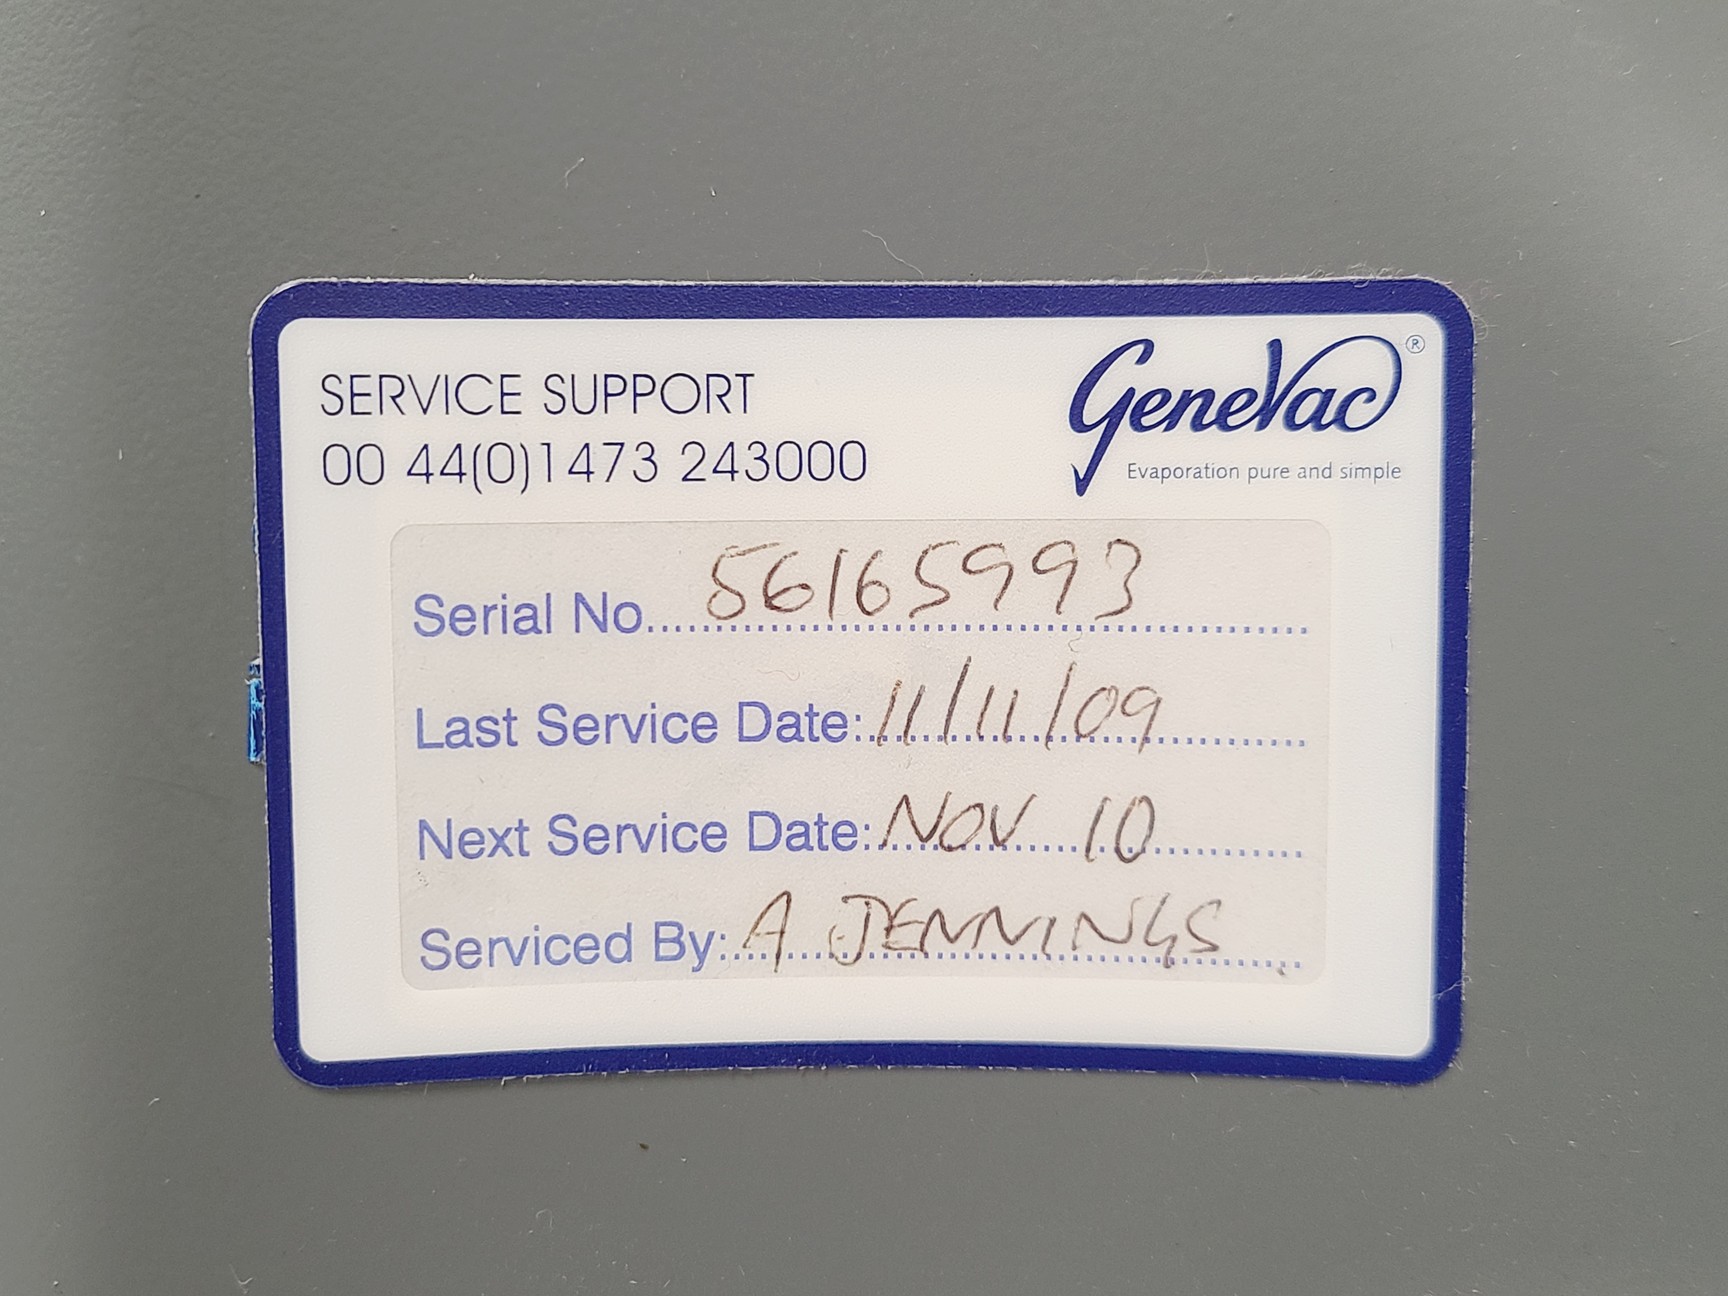 SERVICE SUPPORT
00 44(0)1473 243000
GeneVac®
Evaporation pure and simple
Serial No. 56165993
Last Service Date: 11/11/09
Next Service Date: NOV 10
Serviced By: A JENNINGS